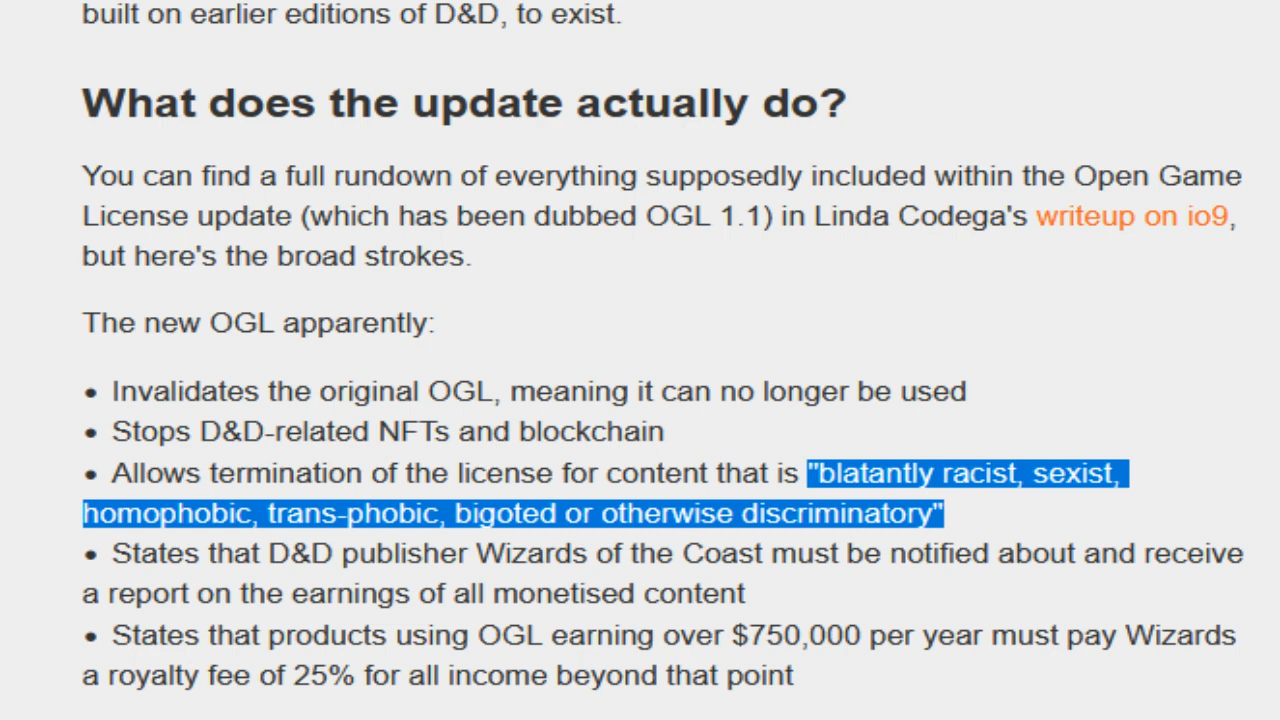 built on earlier editions of D&D, to exist.
What does the update actually do?
You can find a full rundown of everything supposedly included within the Open Game
License update (which has been dubbed OGL 1.1) in Linda Codega's writeup on io9,
but here's the broad strokes.
The new OGL apparently:
• Invalidates the original OGL, meaning it can no longer be used
• Stops D&D-related NFTs and blockchain
• Allows termination of the license for content that is "blatantly racist, sexist,
homophobic, trans-phobic, bigoted or otherwise discriminatory"
• States that D&D publisher Wizards of the Coast must be notified about and receive
a report on the earnings of all monetised content
• States that products using OGL earning over $750,000 per year must pay Wizards
a royalty fee of 25% for all income beyond that point